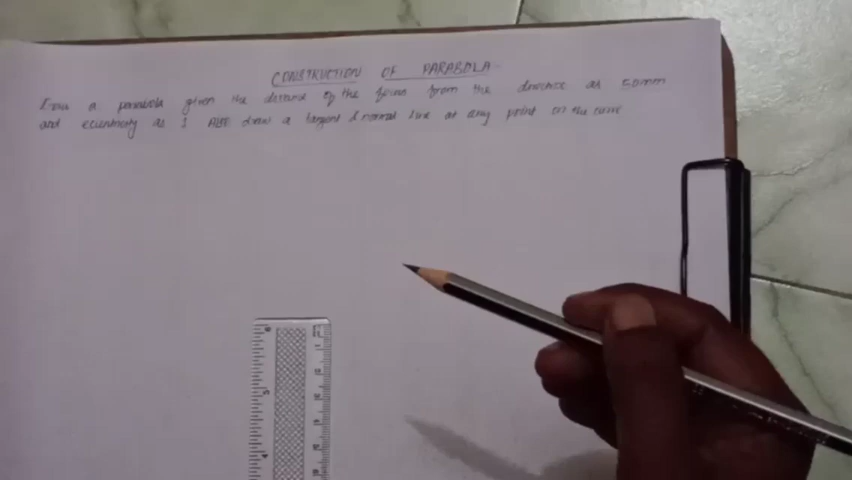 CONSTRUCTION OF PARABOLA
Draw a parabola given the distance of the focus from the directrix as 50mm
and eccentricity as 1 Also draw a tangent & normal line at any point on the curve